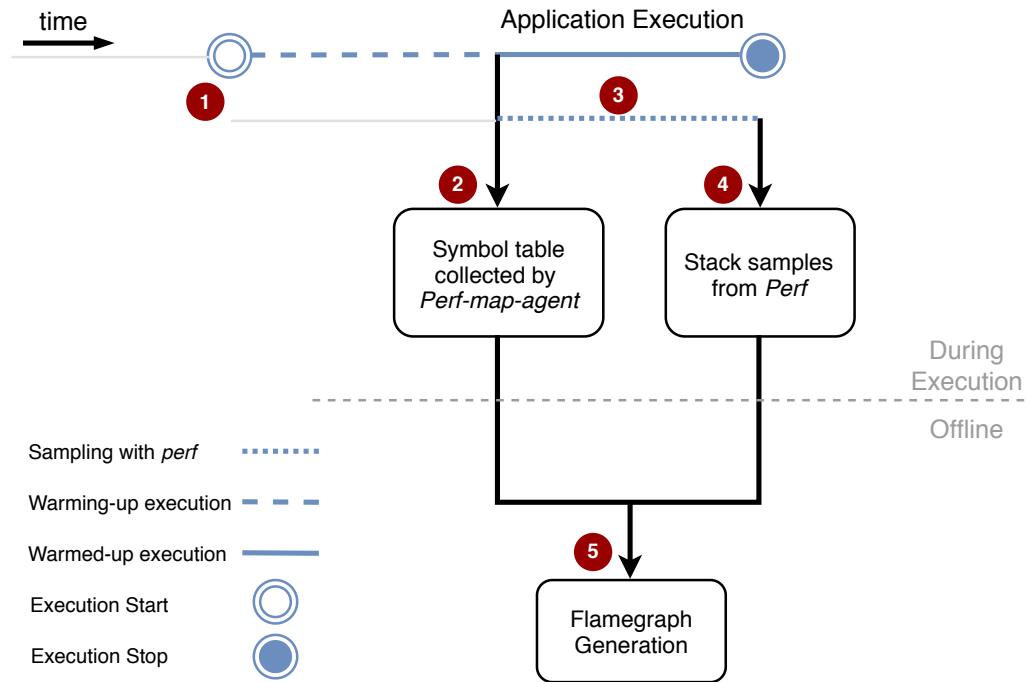 time
Application Execution
1
3
2
4
Symbol table
collected by
Perf-map-agent
Stack samples
from Perf
During
Execution
Offline
Sampling with perf
Warming-up execution
Warmed-up execution
Execution Start
Execution Stop
5
Flamegraph
Generation